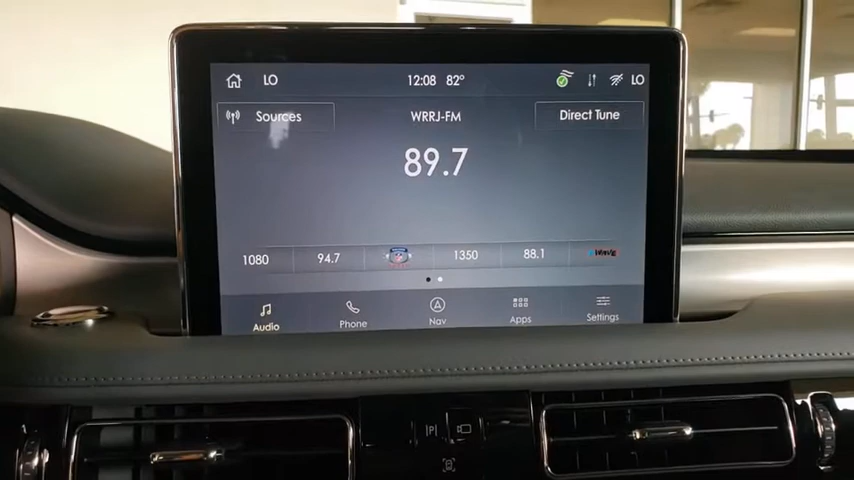 LO 12:08 82° LO
Sources WRRJ-FM Direct Tune
89.7
1080 94.7 1350 88.1
Audio Phone Nav Apps Settings